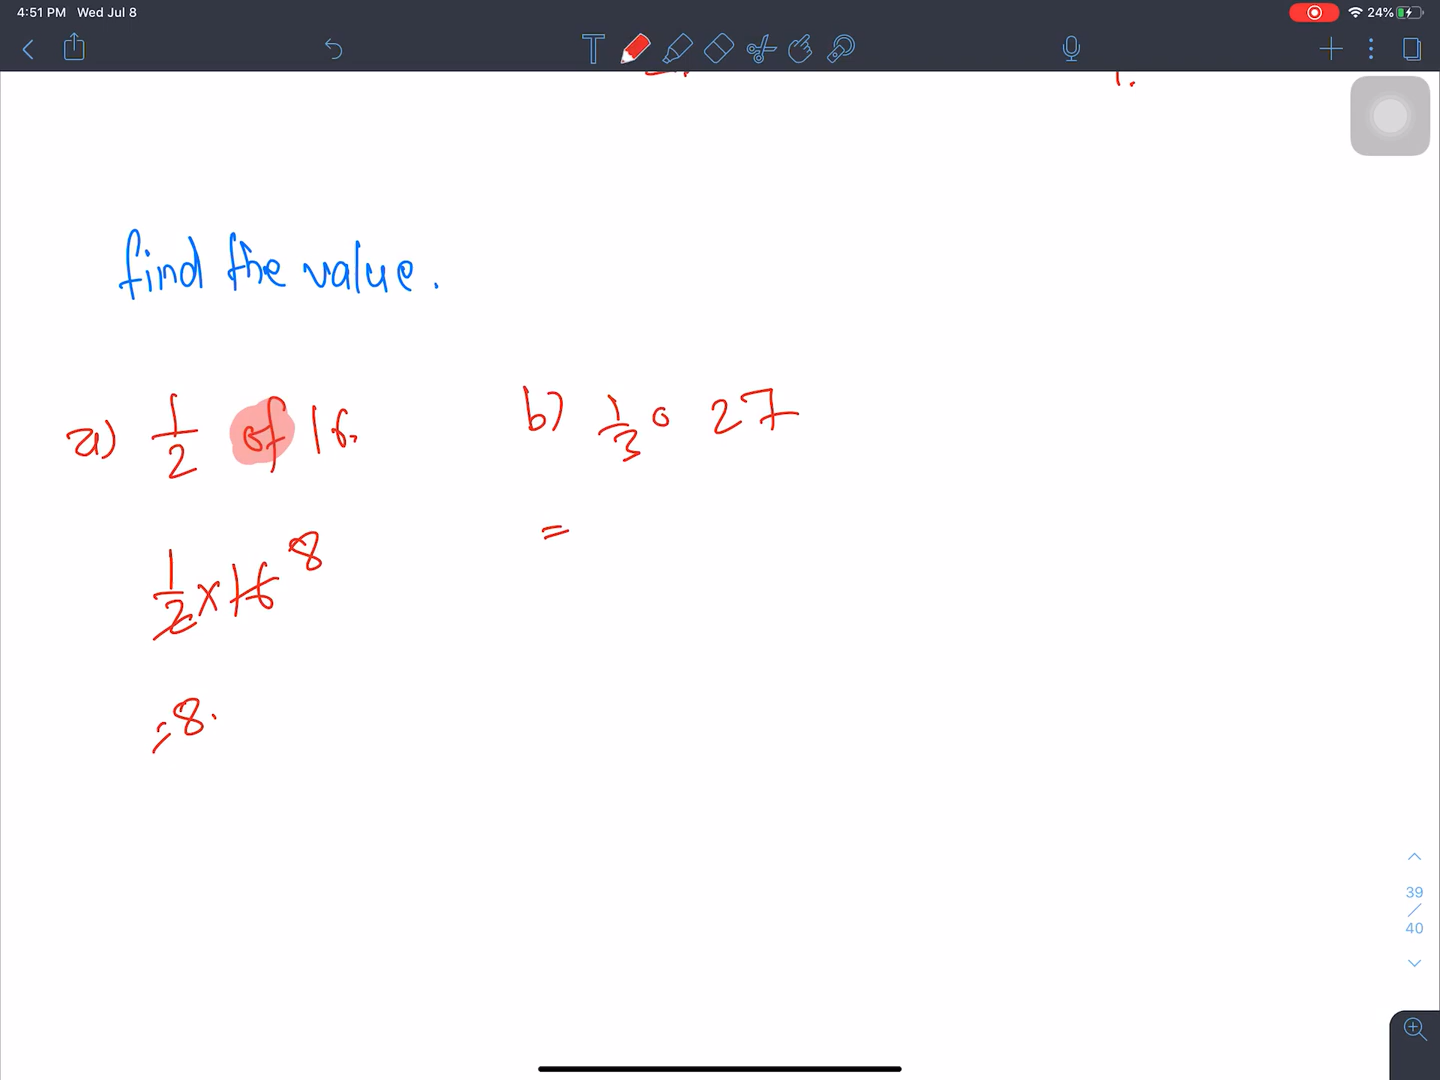 4:51 PM Wed Jul 8
24%
find the value.
a) 1/2 of 16.
b) 1/3 o 27
1/2 x 16 8
=
=8.
39
/
40